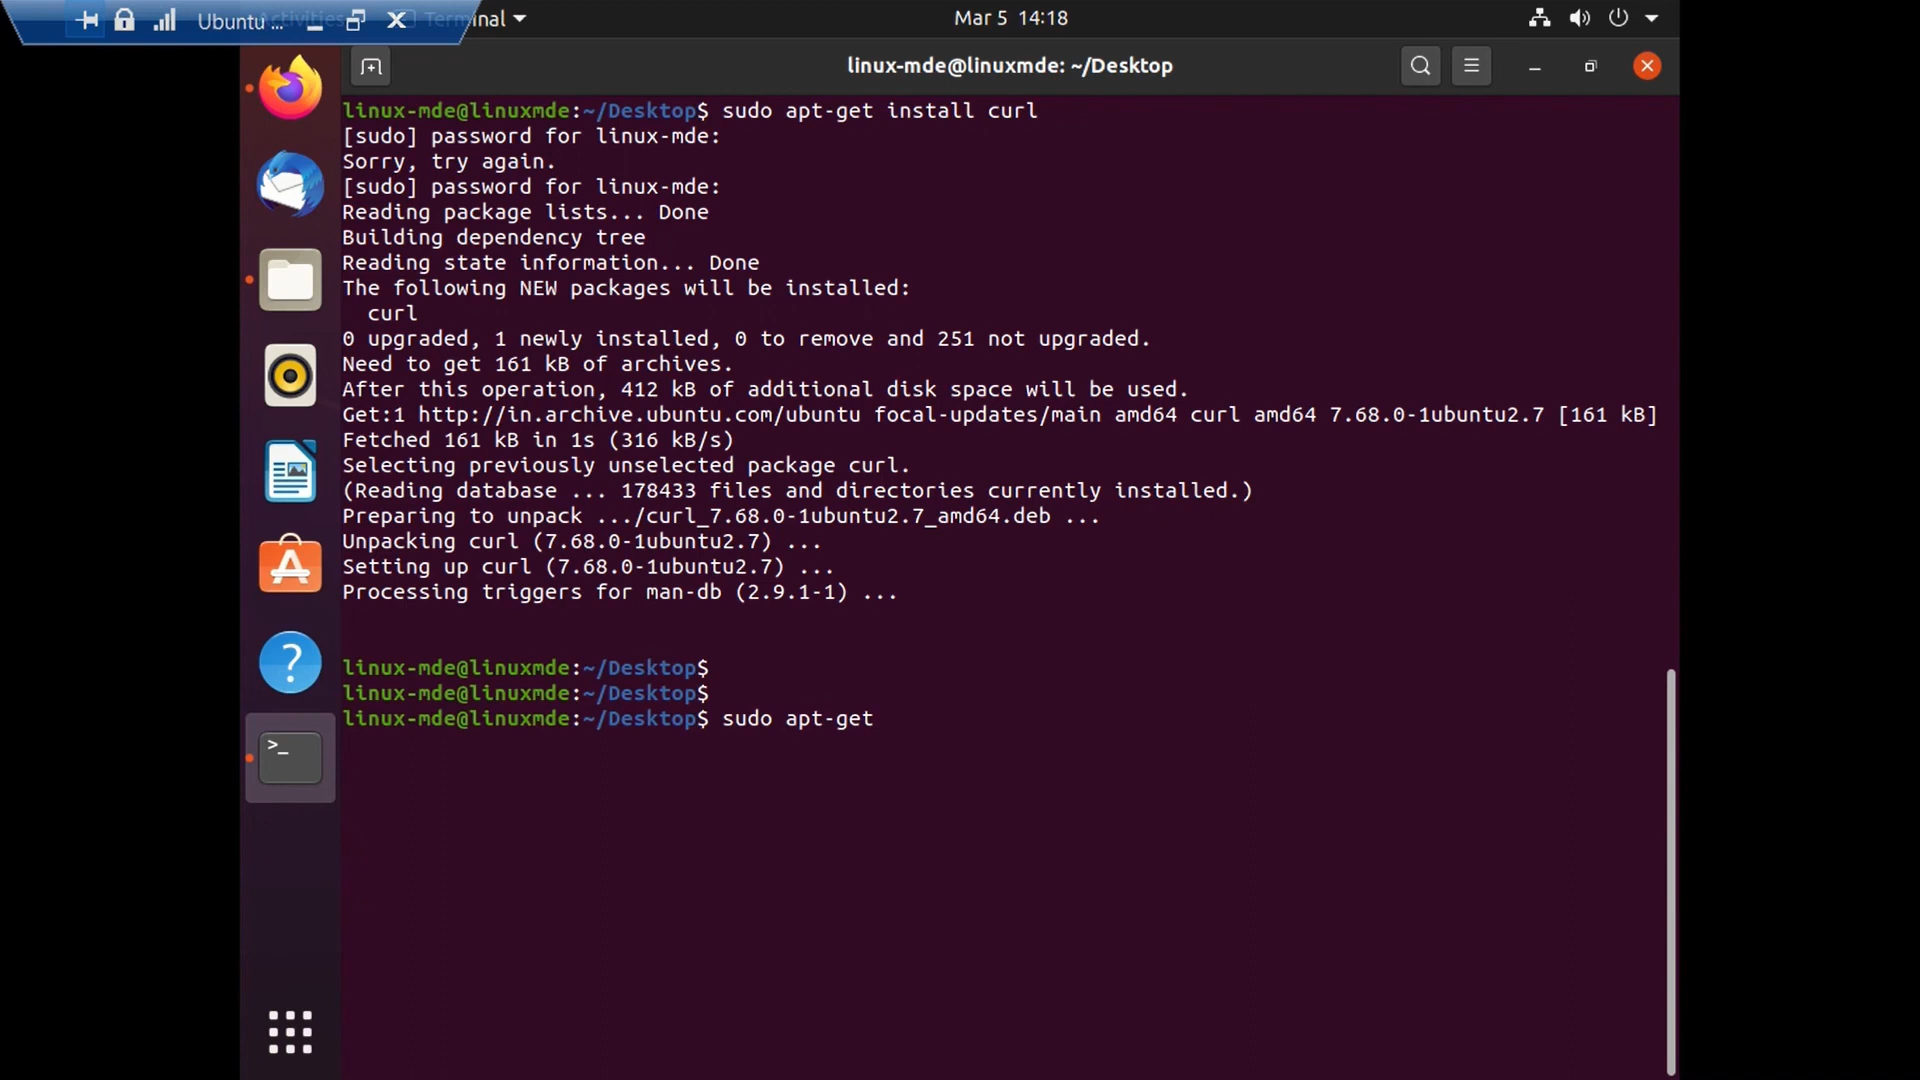 Ubuntu ...
Activities
Terminal
Mar 5 14:18
linux-mde@linuxmde: ~/Desktop
linux-mde@linuxmde:~/Desktop$ sudo apt-get install curl
[sudo] password for linux-mde:
Sorry, try again.
[sudo] password for linux-mde:
Reading package lists... Done
Building dependency tree
Reading state information... Done
The following NEW packages will be installed:
  curl
0 upgraded, 1 newly installed, 0 to remove and 251 not upgraded.
Need to get 161 kB of archives.
After this operation, 412 kB of additional disk space will be used.
Get:1 http://in.archive.ubuntu.com/ubuntu focal-updates/main amd64 curl amd64 7.68.0-1ubuntu2.7 [161 kB]
Fetched 161 kB in 1s (316 kB/s)
Selecting previously unselected package curl.
(Reading database ... 178433 files and directories currently installed.)
Preparing to unpack .../curl_7.68.0-1ubuntu2.7_amd64.deb ...
Unpacking curl (7.68.0-1ubuntu2.7) ...
Setting up curl (7.68.0-1ubuntu2.7) ...
Processing triggers for man-db (2.9.1-1) ...
linux-mde@linuxmde:~/Desktop$
linux-mde@linuxmde:~/Desktop$
linux-mde@linuxmde:~/Desktop$ sudo apt-get
>_